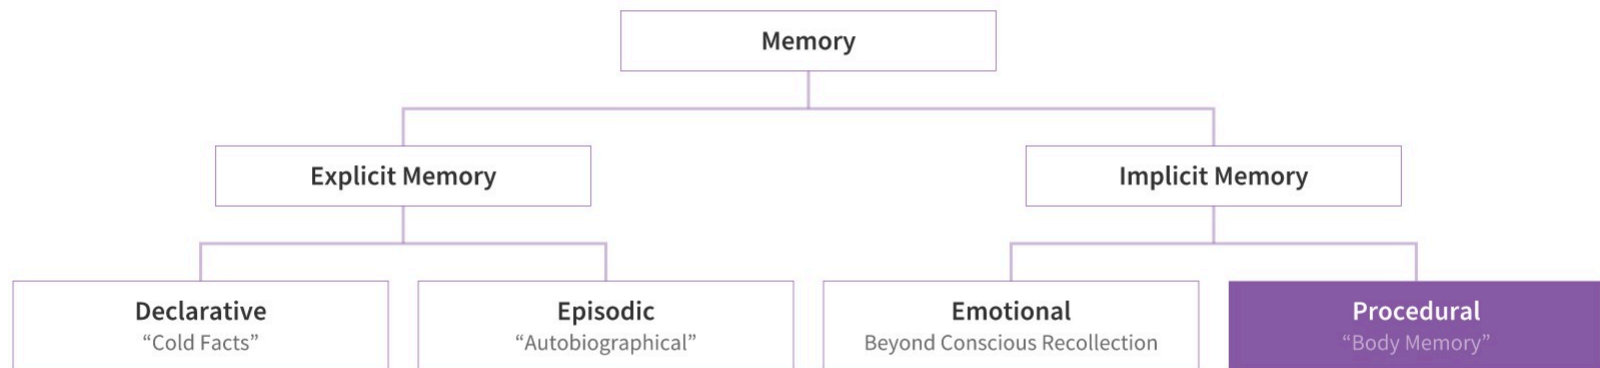 Memory
Explicit Memory
Implicit Memory
Declarative
“Cold Facts”
Episodic
“Autobiographical”
Emotional
Beyond Conscious Recollection
Procedural
“Body Memory”